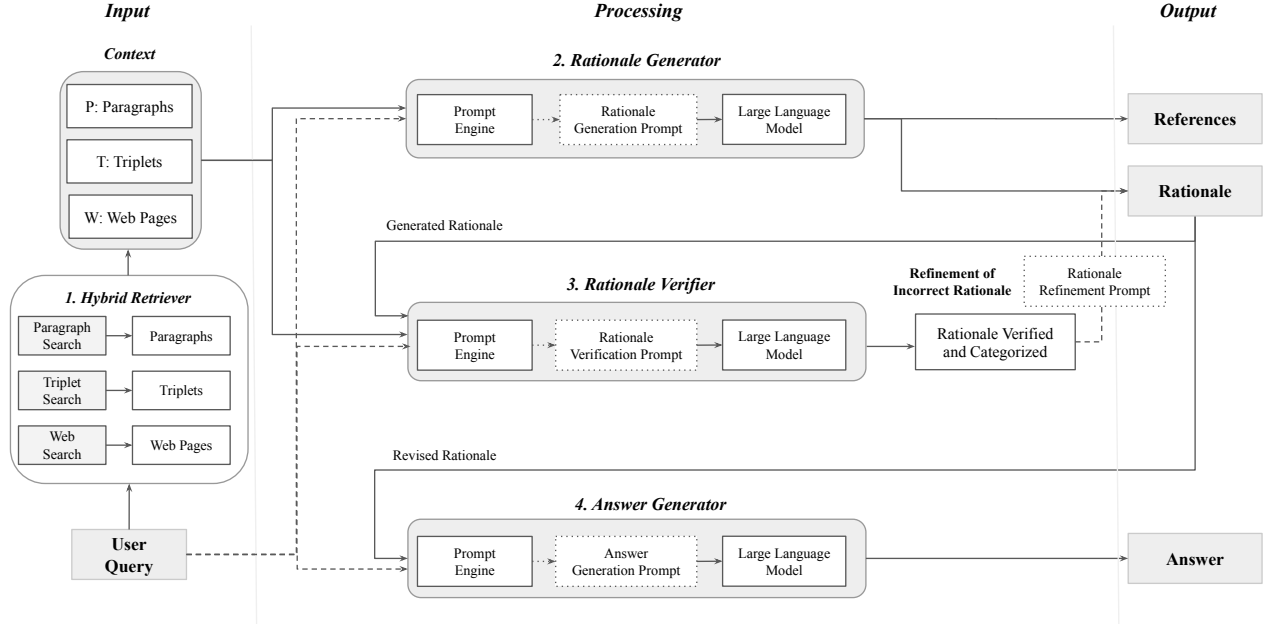 Input
Processing
Output
Context
P: Paragraphs
T: Triplets
W: Web Pages
1. Hybrid Retriever
Paragraph
Search
Paragraphs
Triplet
Search
Triplets
Web
Search
Web Pages
User
Query
2. Rationale Generator
Prompt
Engine
Rationale
Generation Prompt
Large Language
Model
Generated Rationale
3. Rationale Verifier
Prompt
Engine
Rationale
Verification Prompt
Large Language
Model
Refinement of
Incorrect Rationale
Rationale
Refinement Prompt
Rationale Verified
and Categorized
Revised Rationale
4. Answer Generator
Prompt
Engine
Answer
Generation Prompt
Large Language
Model
References
Rationale
Answer